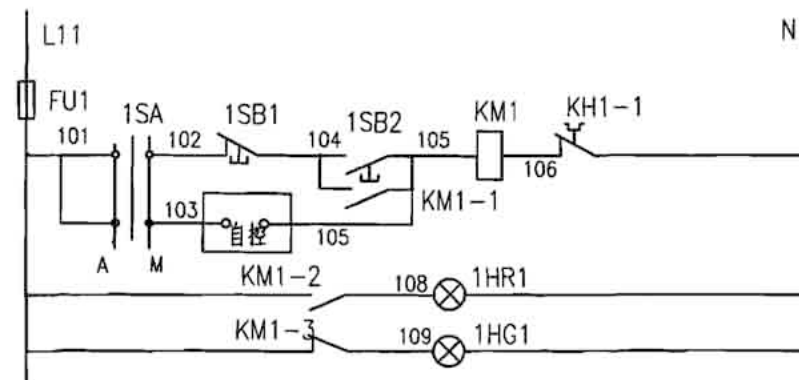 L11
N
FU1
1SA
101
102
1SB1
104
1SB2
105
KM1
KH1-1
106
KM1-1
103
自控
105
A
M
KM1-2
108
1HR1
KM1-3
109
1HG1